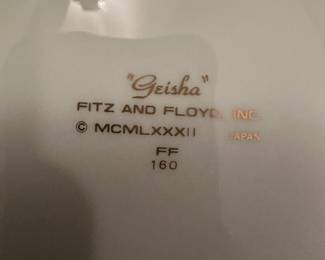 "Geisha"
FITZ AND FLOYD, INC.
© MCMLXXXII JAPAN
FF
160